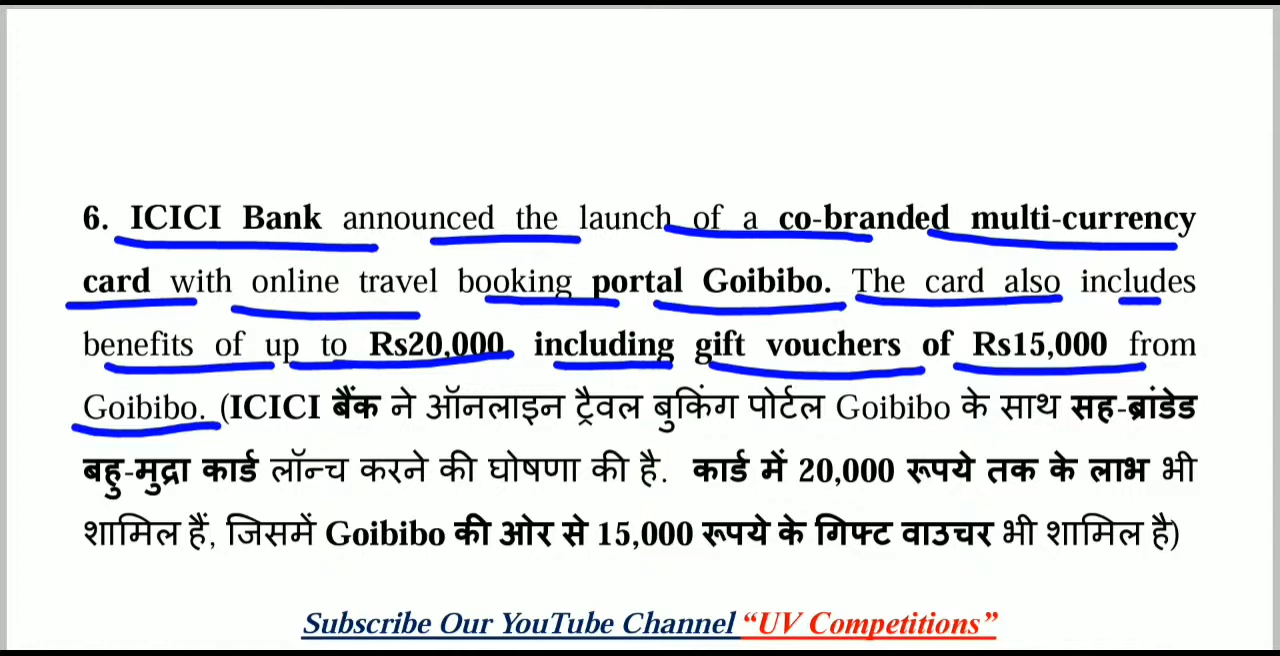 6. ICICI Bank announced the launch of a co-branded multi-currency
card with online travel booking portal Goibibo. The card also includes
benefits of up to Rs20,000, including gift vouchers of Rs15,000 from
Goibibo. (ICICI बैंक ने ऑनलाइन ट्रैवल बुकिंग पोर्टल Goibibo के साथ सह-ब्रांडेड
बहु-मुद्रा कार्ड लॉन्च करने की घोषणा की है. कार्ड में 20,000 रूपये तक के लाभ भी
शामिल हैं, जिसमें Goibibo की ओर से 15,000 रूपये के गिफ्ट वाउचर भी शामिल है)
Subscribe Our YouTube Channel “UV Competitions”